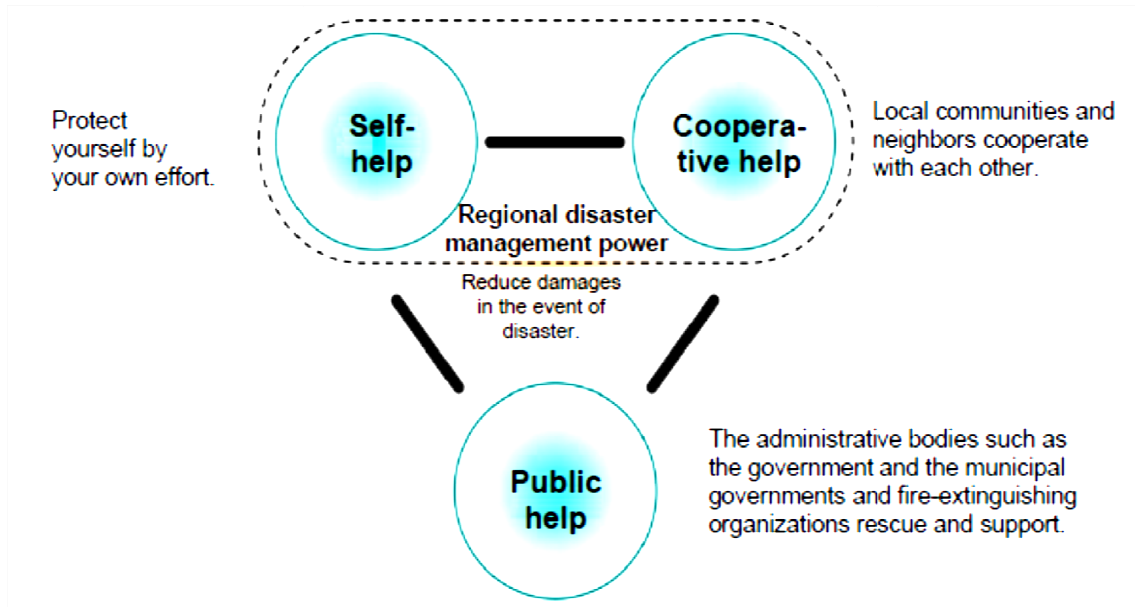 Protect
yourself by
your own effort.
Self-
help
Coopera-
tive help
Local communities and
neighbors cooperate
with each other.
Regional disaster
management power
Reduce damages
in the event of
disaster.
Public
help
The administrative bodies such as
the government and the municipal
governments and fire-extinguishing
organizations rescue and support.